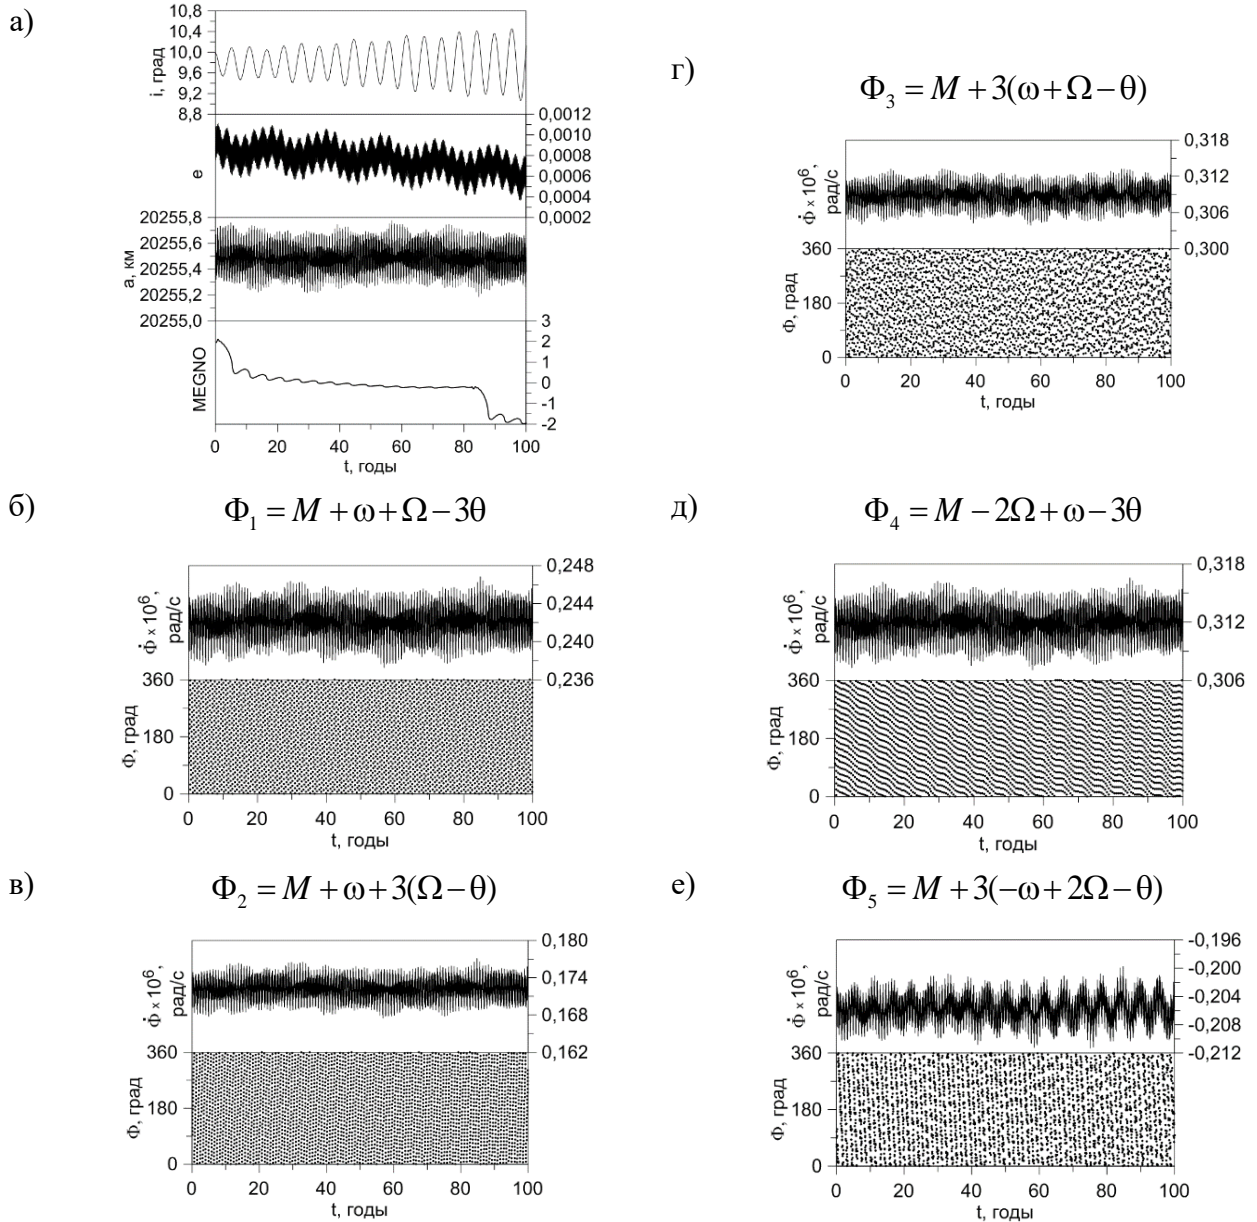 а)
10,8
10,4
10,0
9,6
9,2
8,8
i, град
0,0012
0,0010
0,0008
0,0006
0,0004
0,0002
e
20255,8
20255,6
20255,4
20255,2
20255,0
a, км
3
2
1
0
-1
-2
MEGNO
0 20 40 60 80 100
t, годы
г)
Φ₃ = M + 3(ω + Ω − θ)
0,318
0,312
0,306
0,300
Φ̇ x 10⁶,
рад/с
360
180
0
Φ, град
0 20 40 60 80 100
t, годы
б)
Φ₁ = M + ω + Ω − 3θ
0,248
0,244
0,240
0,236
Φ̇ x 10⁶,
рад/с
360
180
0
Φ, град
0 20 40 60 80 100
t, годы
д)
Φ₄ = M − 2Ω + ω − 3θ
0,318
0,312
0,306
Φ̇ x 10⁶,
рад/с
360
180
0
Φ, град
0 20 40 60 80 100
t, годы
в)
Φ₂ = M + ω + 3(Ω − θ)
0,180
0,174
0,168
0,162
Φ̇ x 10⁶,
рад/с
360
180
0
Φ, град
0 20 40 60 80 100
t, годы
е)
Φ₅ = M + 3(−ω + 2Ω − θ)
-0,196
-0,200
-0,204
-0,208
-0,212
Φ̇ x 10⁶,
рад/с
360
180
0
Φ, град
0 20 40 60 80 100
t, годы